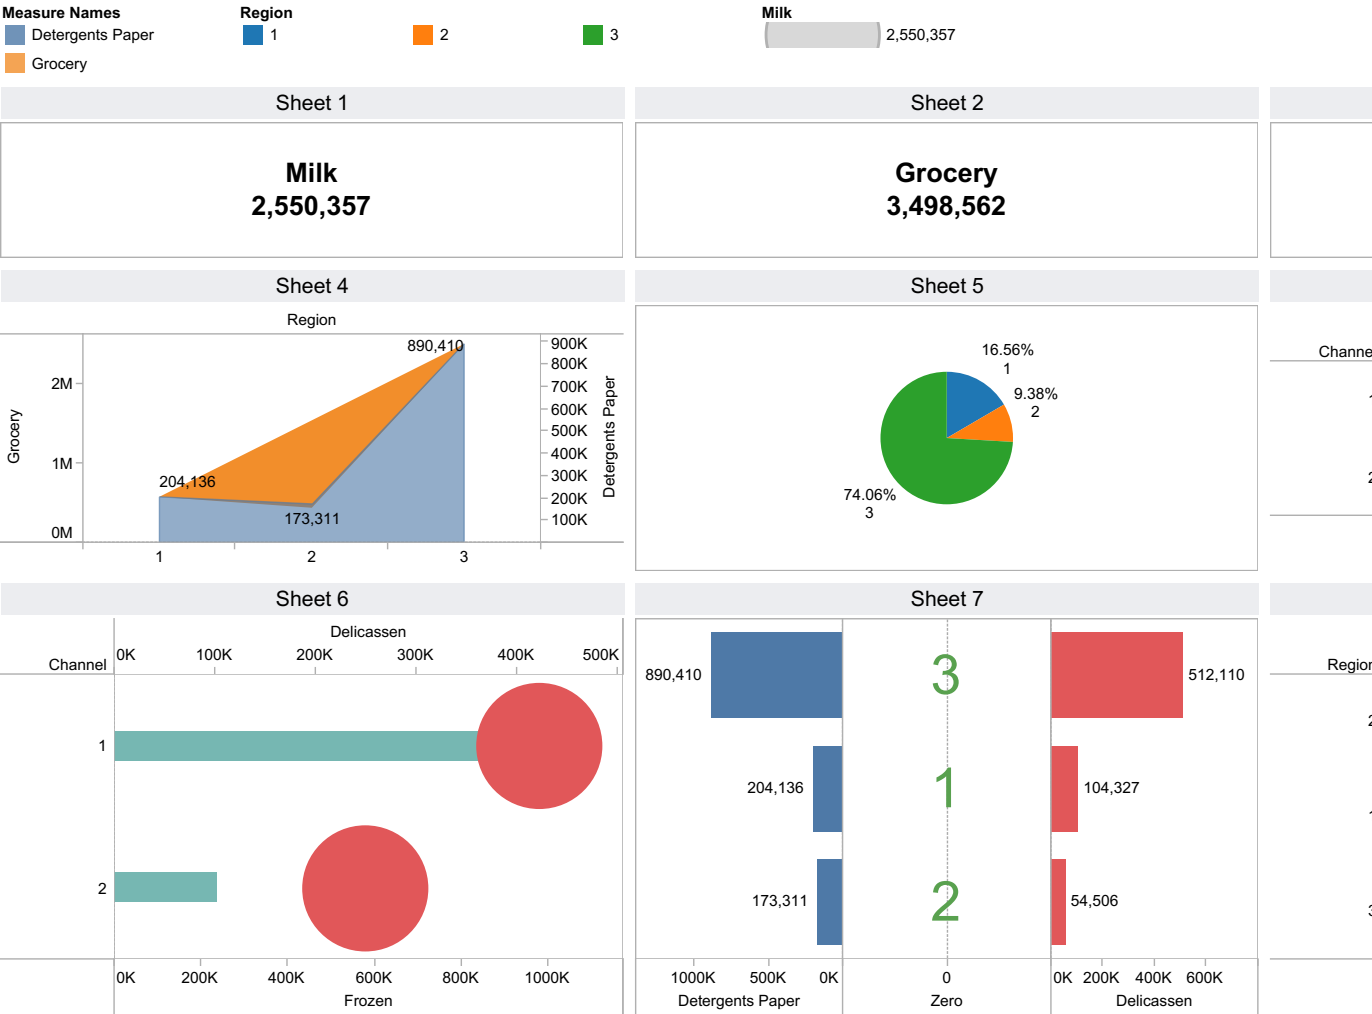 Measure Names
Detergents Paper
Grocery
Region
1
2
3
Milk
2,550,357
Sheet 1
Milk
2,550,357
Sheet 2
Grocery
3,498,562
Sheet 4
Region
Grocery
2M
1M
0M
204,136
173,311
890,410
900K
800K
700K
600K
500K
400K
300K
200K
100K
Detergents Paper
1
2
3
Sheet 5
16.56%
1
9.38%
2
74.06%
3
Sheet 6
Delicassen
Channel
0K
100K
200K
300K
400K
500K
1
2
0K
200K
400K
600K
800K
1000K
Frozen
Sheet 7
890,410
3
512,110
204,136
1
104,327
173,311
2
54,506
1000K
500K
0K
0
0K
200K
400K
600K
Detergents Paper
Zero
Delicassen